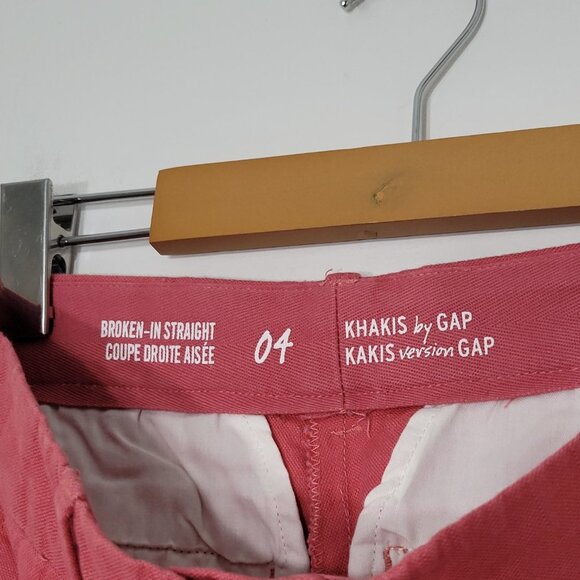 BROKEN-IN STRAIGHT
COUPE DROITE AISÉE
04
KHAKIS by GAP
KAKIS version GAP